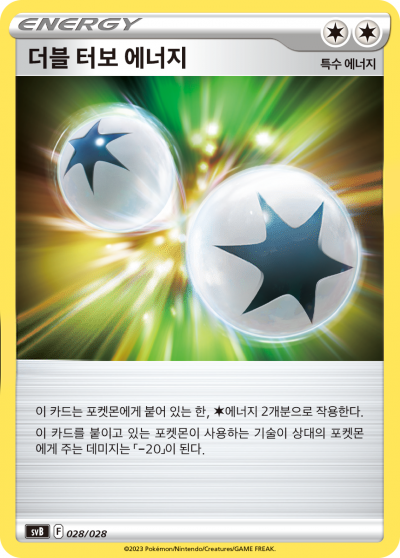 ENERGY
더블 터보 에너지
특수 에너지
이 카드는 포켓몬에게 붙어 있는 한, 에너지 2개분으로 작용한다.
이 카드를 붙이고 있는 포켓몬이 사용하는 기술이 상대의 포켓몬
에게 주는 데미지는 「-20」이 된다.
svB F 028/028
©2023 Pokémon/Nintendo/Creatures/GAME FREAK.